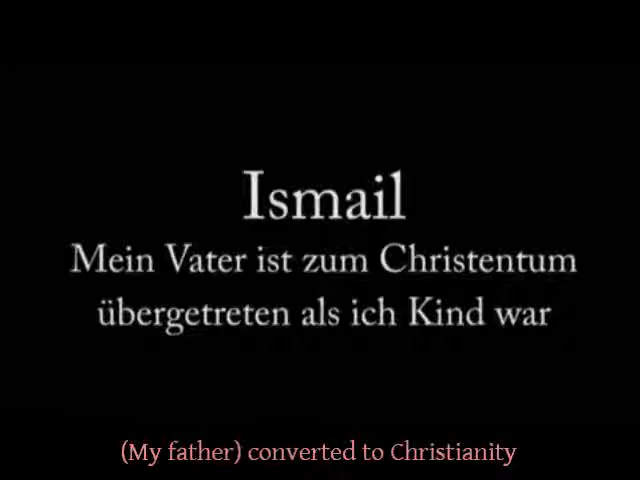 Ismail
Mein Vater ist zum Christentum
übergetreten als ich Kind war
(My father) converted to Christianity